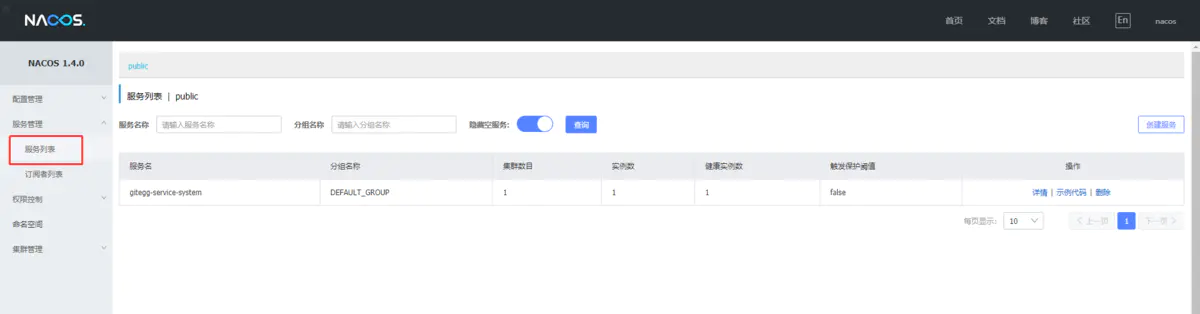 NACOS.
首页 文档 博客 社区 En nacos
NACOS 1.4.0
配置管理
服务管理
服务列表
订阅者列表
权限控制
命名空间
集群管理
public
服务列表 | public
服务名称 请输入服务名称 分组名称 请输入分组名称 隐藏空服务: 查询 创建服务
服务名 分组名称 集群数目 实例数 健康实例数 触发保护阈值 操作
gitegg-service-system DEFAULT_GROUP 1 1 1 false 详情 | 示例代码 | 删除
每页显示: 10 上一页 1 下一页